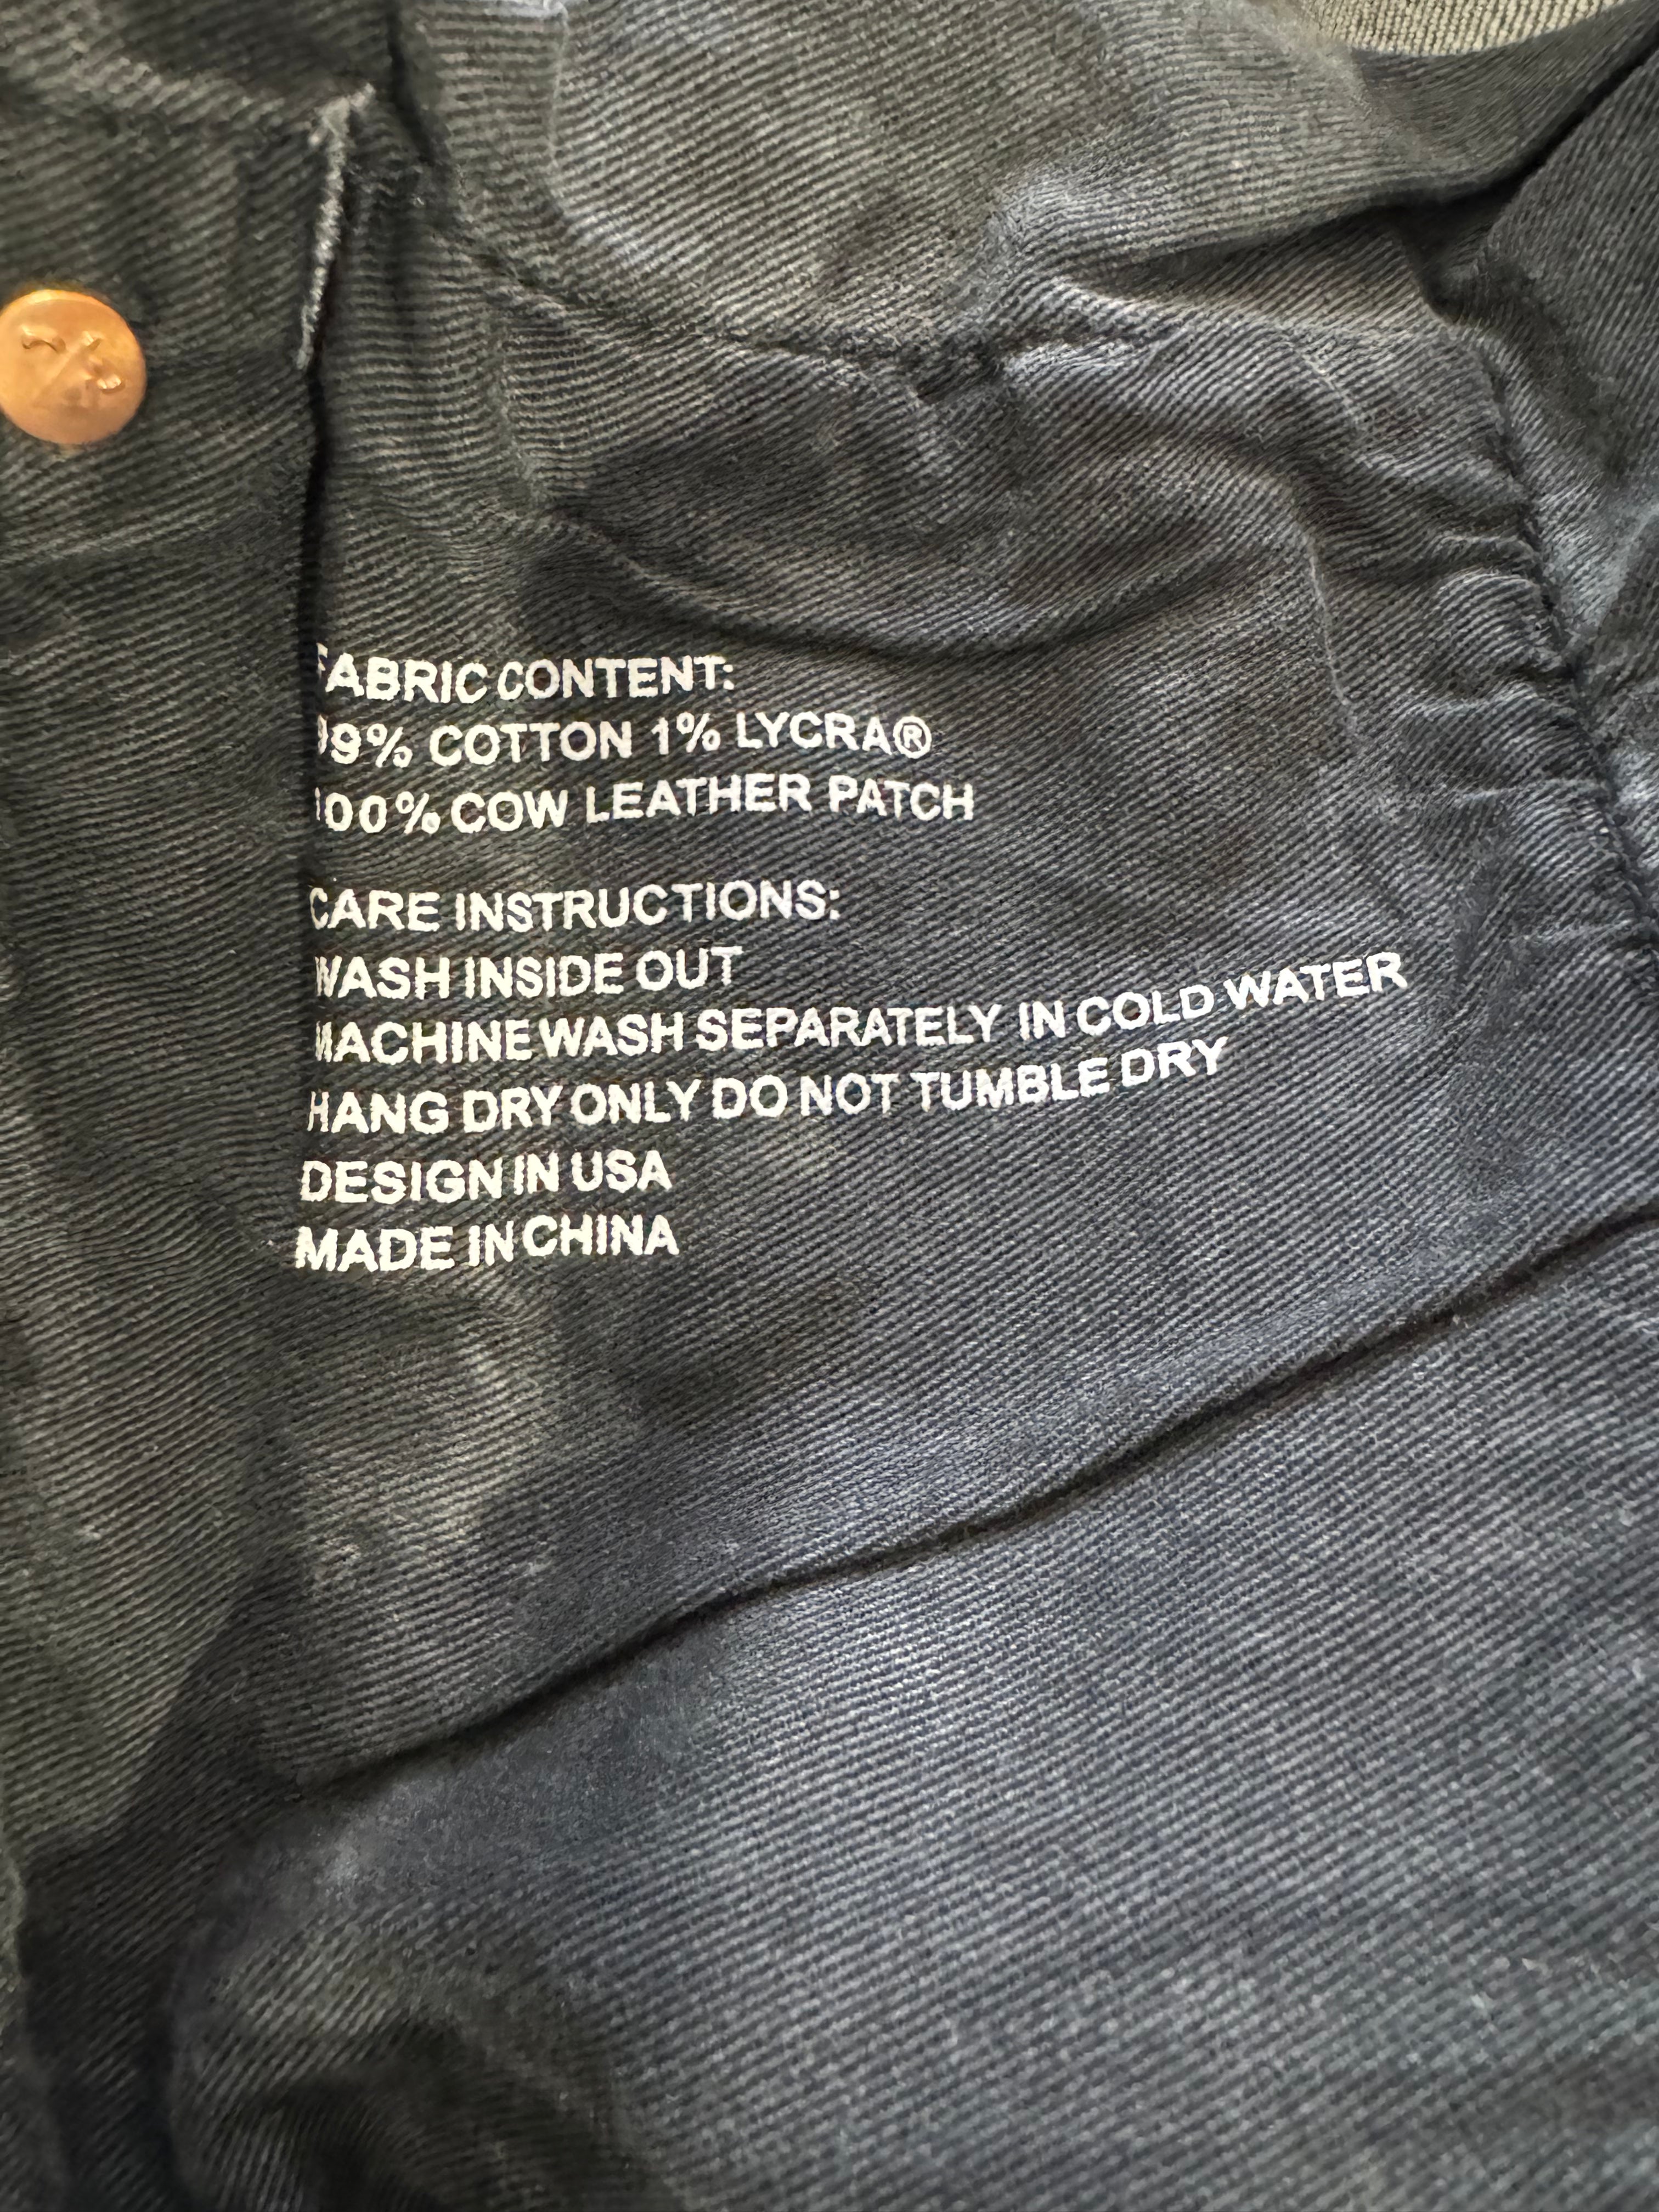 FABRIC CONTENT:
99% COTTON 1% LYCRA®
100% COW LEATHER PATCH
CARE INSTRUCTIONS:
WASH INSIDE OUT
MACHINE WASH SEPARATELY IN COLD WATER
HANG DRY ONLY DO NOT TUMBLE DRY
DESIGN IN USA
MADE IN CHINA